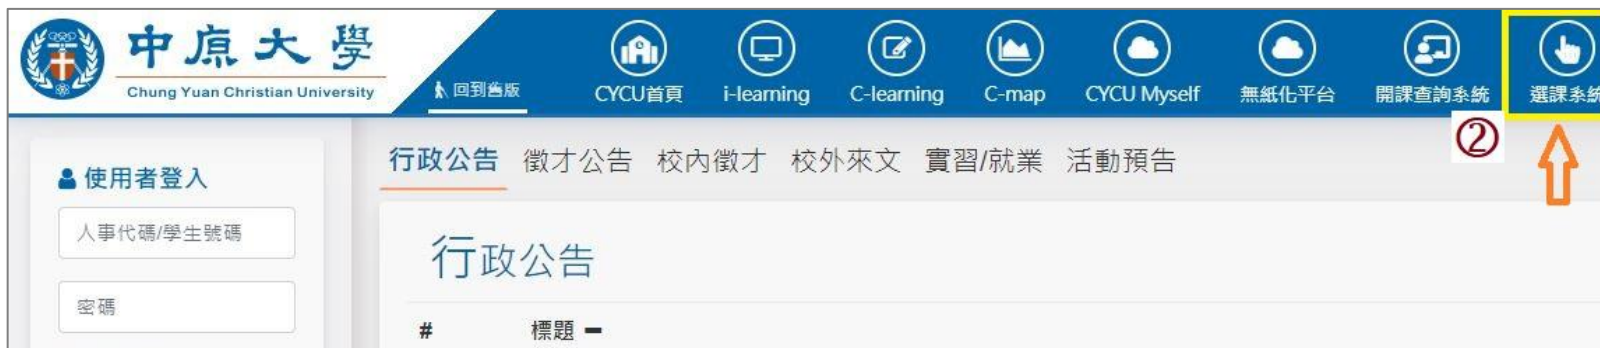 中原大學
Chung Yuan Christian University
回到舊版
CYCU首頁 i-learning C-learning C-map CYCU Myself 無紙化平台 開課查詢系統 選課系統
②
行政公告 徵才公告 校內徵才 校外來文 實習/就業 活動預告
使用者登入
人事代碼/學生號碼
密碼
行政公告
# 標題